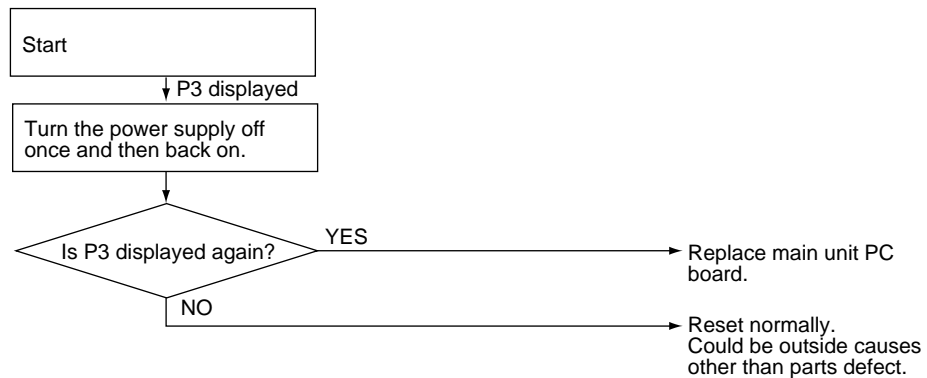 Start
P3 displayed
Turn the power supply off
once and then back on.
Is P3 displayed again?
YES
Replace main unit PC
board.
NO
Reset normally.
Could be outside causes
other than parts defect.